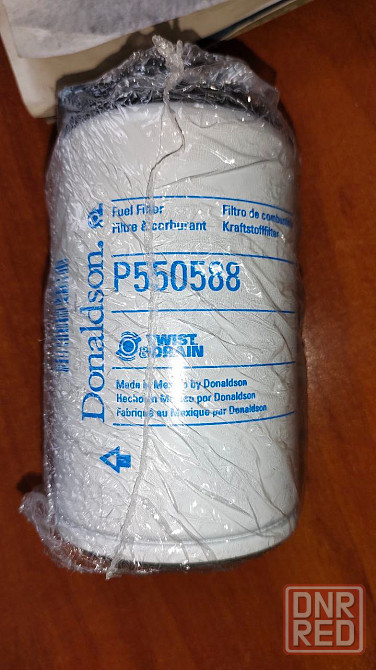 Donaldson.
Fuel Filter
Filtre à carburant
Filtro de combustible
Kraftstofffilter
P550588
TWIST
&DRAIN
Made in Mexico by Donaldson
Hecho en Mexico por Donaldson
Fabriqué au Mexique par Donaldson
DNR
RED